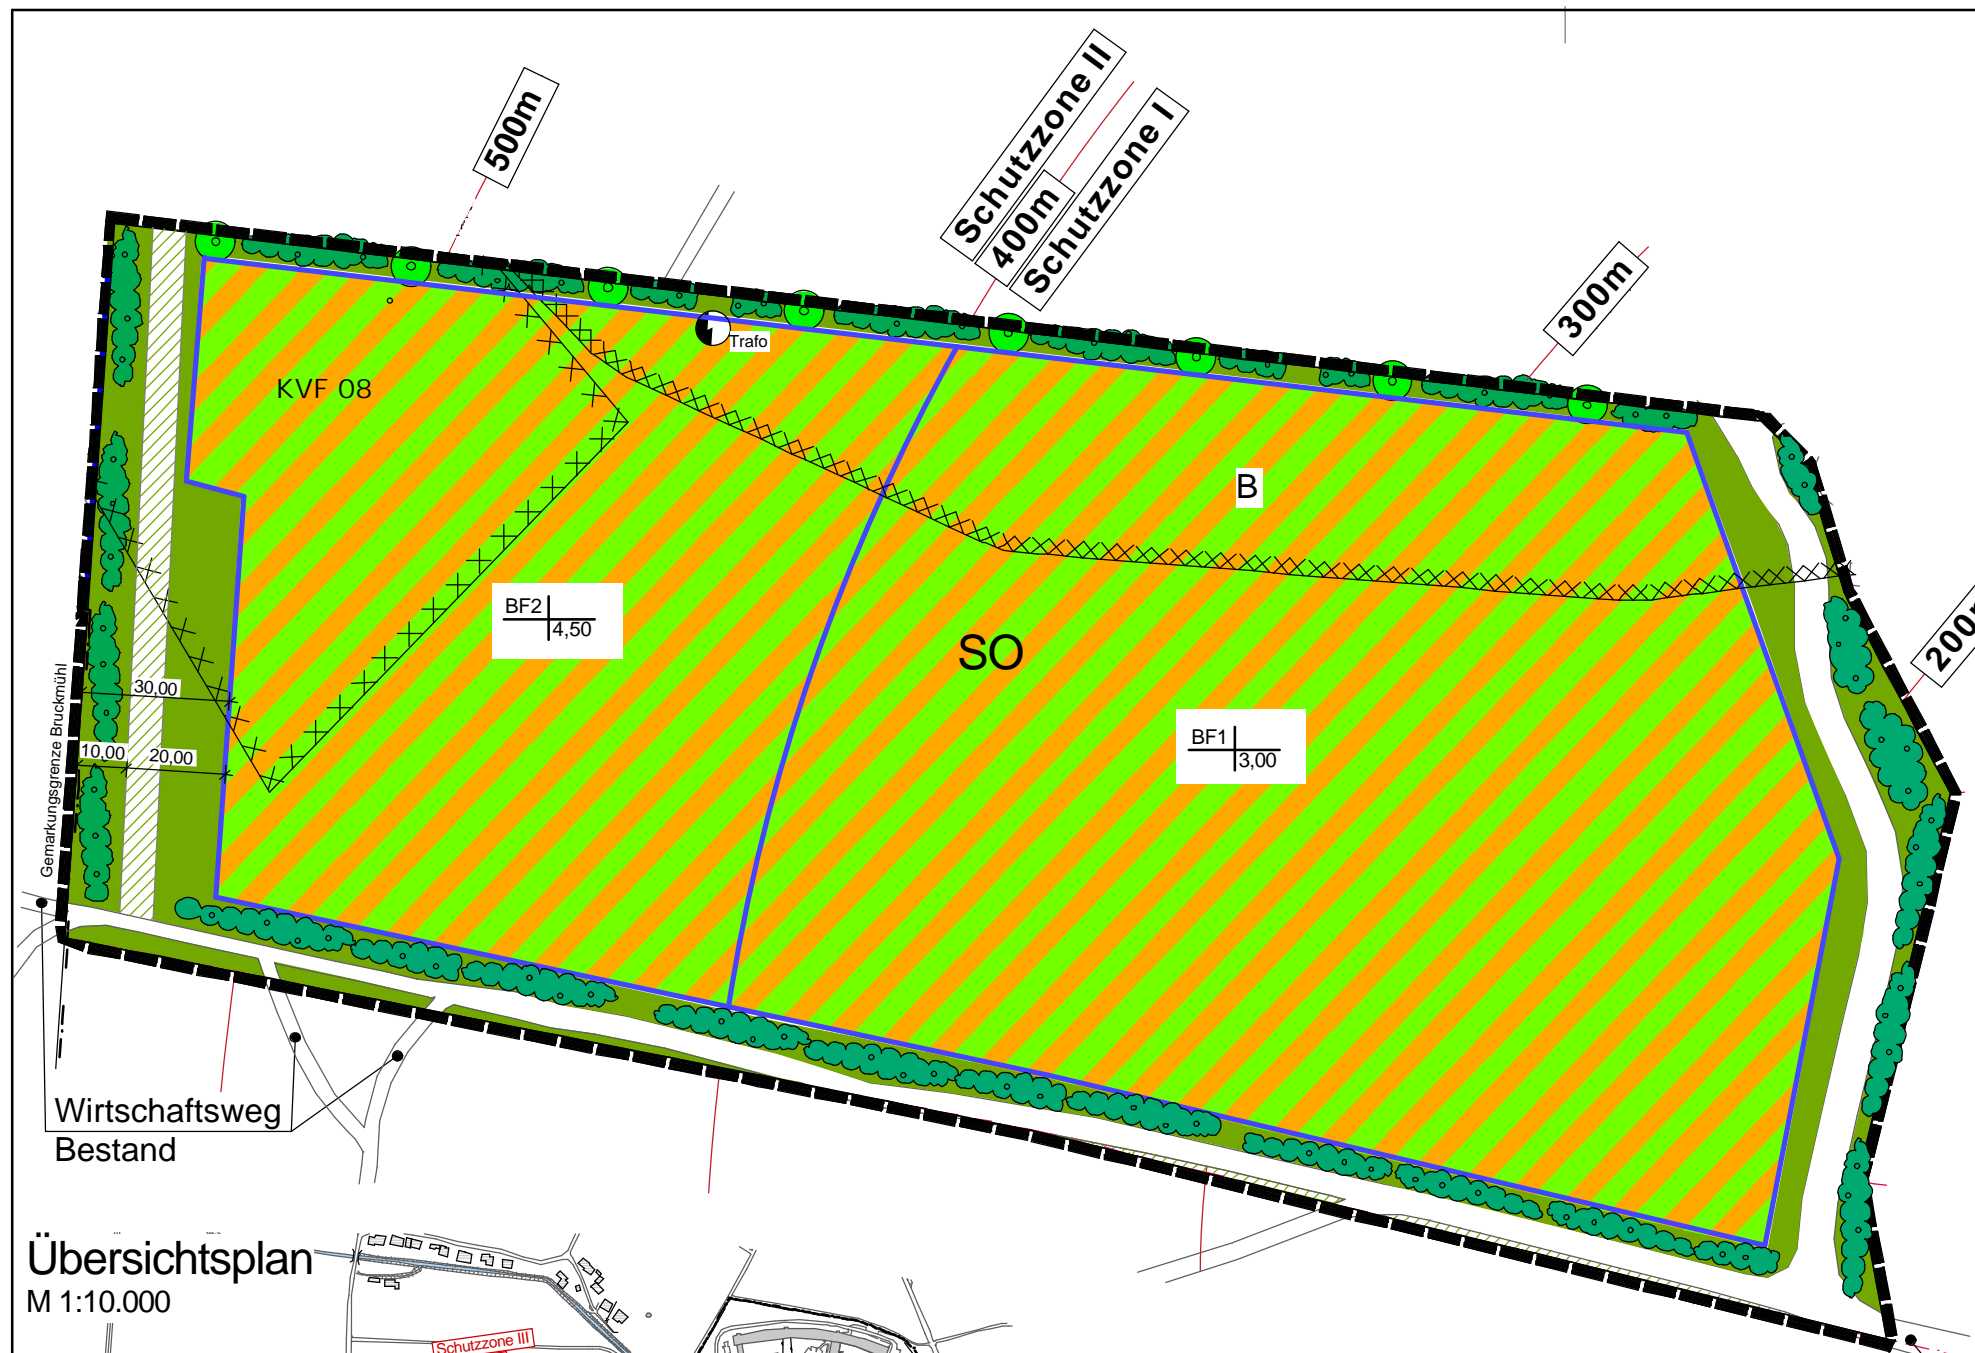 500m
Schutzzone II
400m
Schutzzone I
300m
200m
Trafo
KVF 08
B
BF2
4,50
SO
BF1
3,00
30,00
10,00
20,00
Gemarkungsgrenze Bruckmühl
Wirtschaftsweg
Bestand
Übersichtsplan
M 1:10.000
Schutzzone III